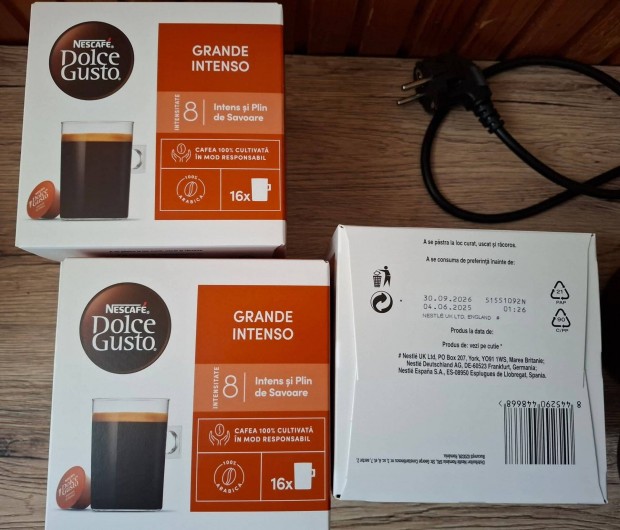 NESCAFÉ
Dolce
Gusto
GRANDE
INTENSO
INTENSITATE
8
Intens și Plin
de Savoare
CAFEA 100% CULTIVATĂ
ÎN MOD RESPONSABIL
100%
ARABICA
16x
NESCAFÉ
Dolce
Gusto
GRANDE
INTENSO
INTENSITATE
8
Intens și Plin
de Savoare
CAFEA 100% CULTIVATĂ
ÎN MOD RESPONSABIL
100%
ARABICA
16x
A se păstra la loc curat, uscat și răcoros.
A se consuma de preferință înainte de:
21
PAP
90
C/PP
30.09.2026 51551092N
04.06.2025 01:26
NESTLÉ UK LTD, ENGLAND #
Produs la data de:
Produs de: vezi pe cutie *
# Nestlé UK Ltd, PO Box 207, York, YO91 1WS, Marea Britanie;
Nestlé Deutschland AG, DE-60523 Frankfurt, Germania;
Nestlé España S.A., ES-08950 Esplugues de Llobregat, Spania.
8 445290 448668